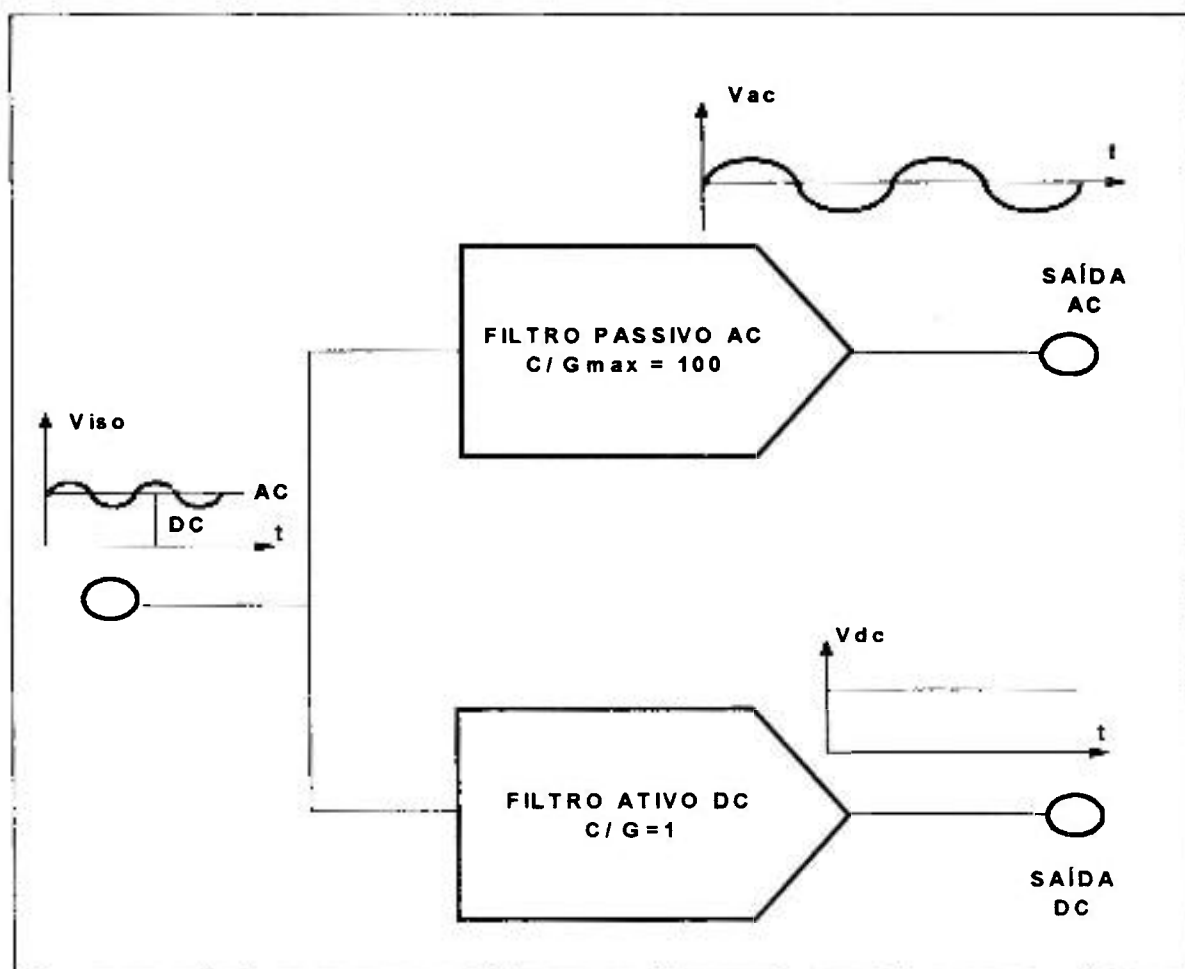 Vac
t
SAÍDA
AC
FILTRO PASSIVO AC
C/Gmax = 100
Viso
AC
DC
t
Vdc
t
FILTRO ATIVO DC
C/G=1
SAÍDA
DC